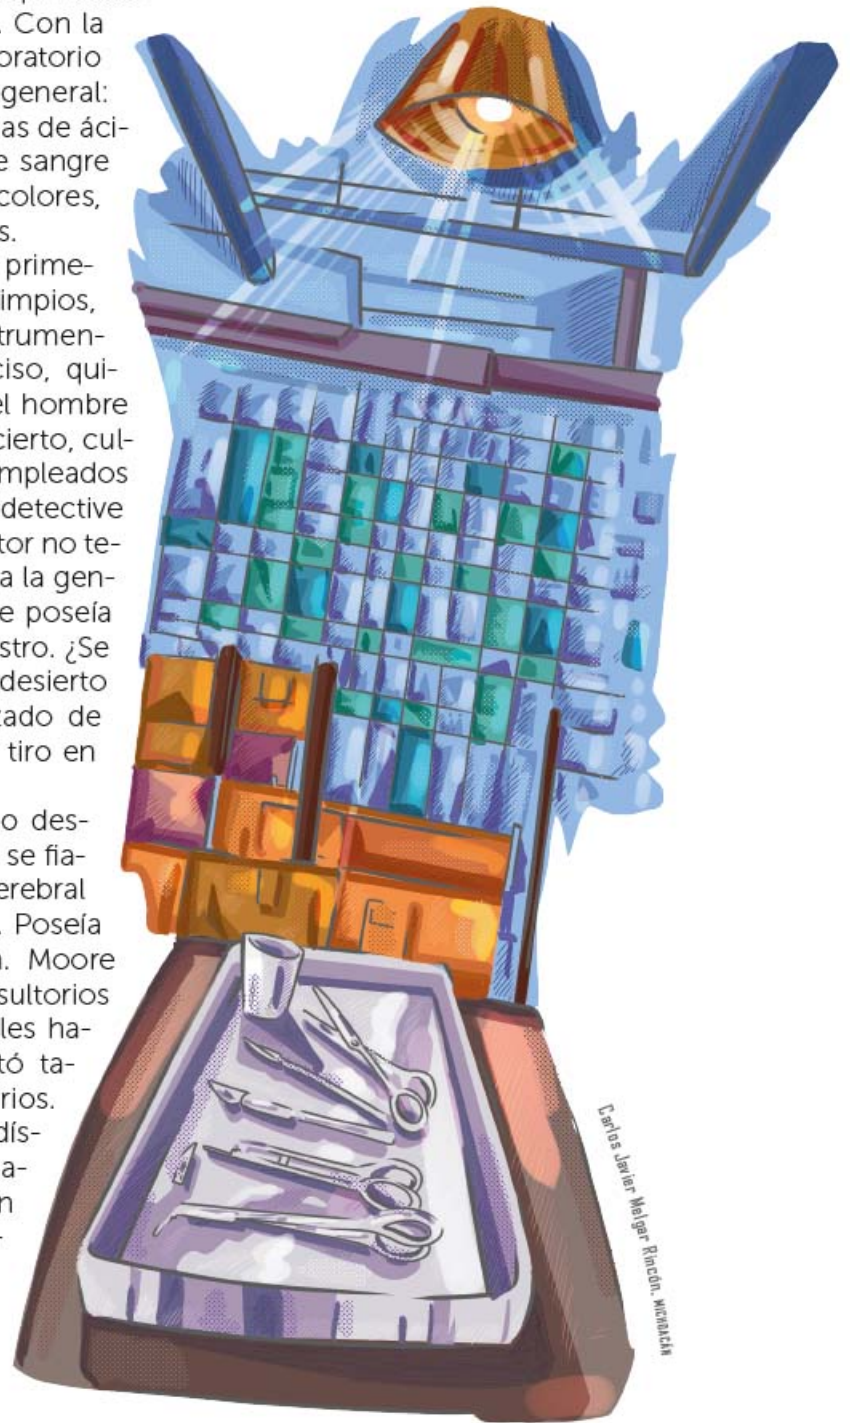 . Con la
oratorio
general:
as de áci-
e sangre
colores,
s.
prime-
impios,
trumen-
ciso, qui-
el hombre
cierto, cul-
mpleados
detective
tor no te-
a la gen-
e poseía
stro. ¿Se
desierto
zado de
tiro en
o des-
se fia-
erebral
. Poseía
. Moore
sultorios
les ha-
tó ta-
rios.
dís-
a-
n
-
Carlos Javier Melgar Rincón, MICHOACÁN